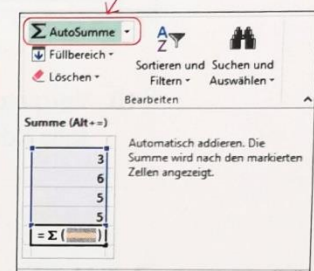 Σ AutoSumme
Füllbereich
Löschen
Sortieren und
Filtern
Suchen und
Auswählen
Bearbeiten
Summe (Alt+=)
3
6
5
5
= Σ ( )
Automatisch addieren. Die
Summe wird nach den markierten
Zellen angezeigt.